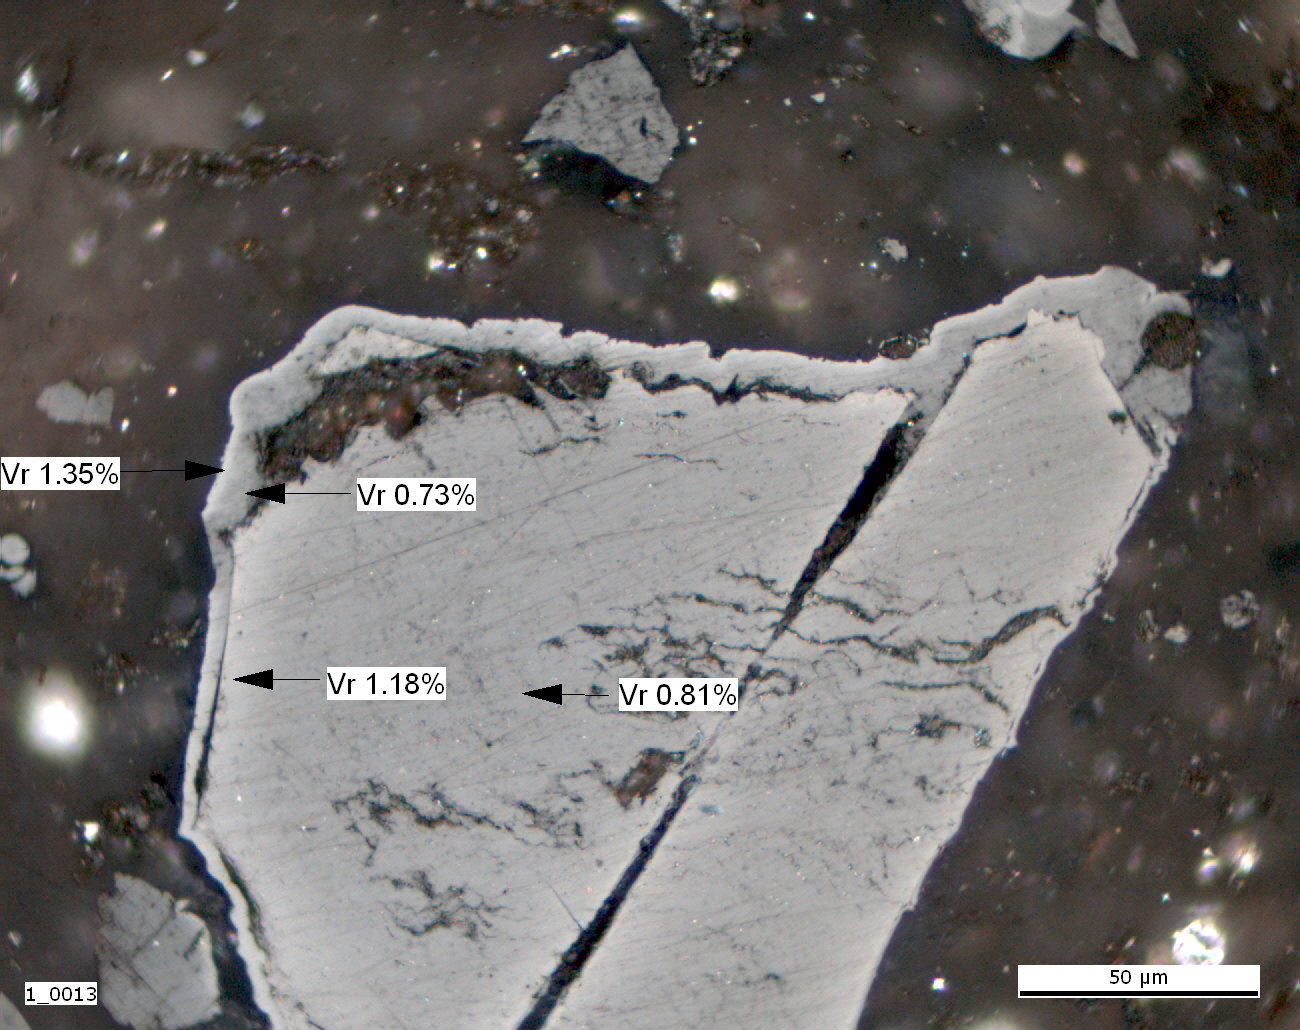 Vr 1.35%
Vr 0.73%
Vr 1.18%
Vr 0.81%
50 µm
1_0013